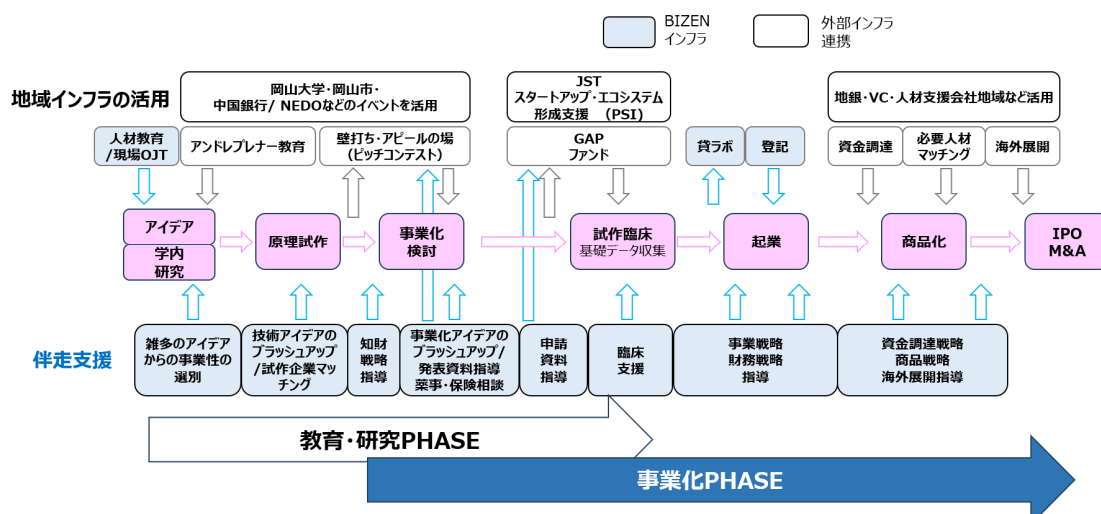 BIZEN
インフラ
外部インフラ
連携
地域インフラの活用
岡山大学・岡山市・
中国銀行/ NEDOなどのイベントを活用
JST
スタートアップ・エコシステム
形成支援 (PSI)
地銀・VC・人材支援会社地域など活用
人材教育
/現場OJT
アンドレプレナー教育
壁打ち・アピールの場
(ピッチコンテスト)
GAP
ファンド
貸ラボ
登記
資金調達
必要人材
マッチング
海外展開
アイデア
学内
研究
原理試作
事業化
検討
試作臨床
基礎データ収集
起業
商品化
IPO
M&A
伴走支援
雑多のアイデア
からの事業性の
選別
技術アイデアの
ブラッシュアップ
/試作企業マッ
チング
知財
戦略
指導
事業化アイデアの
ブラッシュアップ/
発表資料指導
薬事・保険相談
申請
資料
指導
臨床
支援
事業戦略
財務戦略
指導
資金調達戦略
商品戦略
海外展開指導
教育・研究PHASE
事業化PHASE